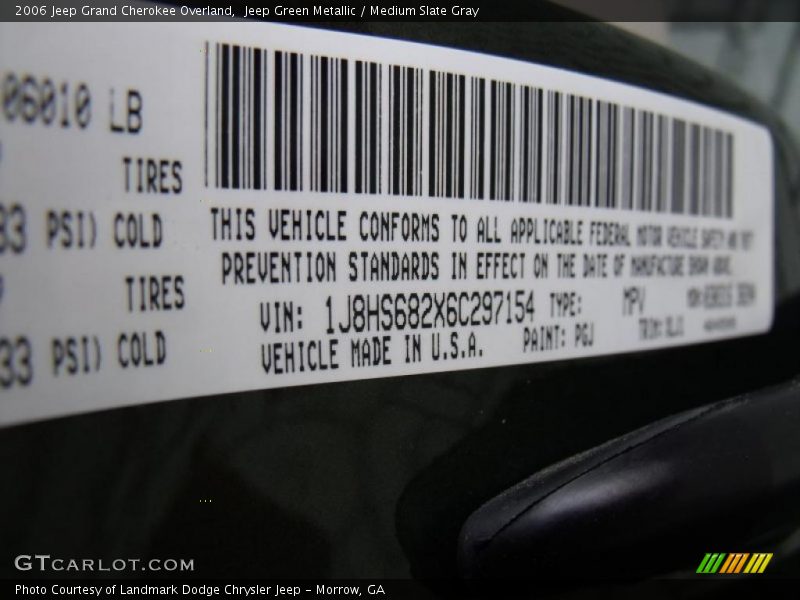 2006 Jeep Grand Cherokee Overland, Jeep Green Metallic / Medium Slate Gray
06010 LB
TIRES
33 PSI) COLD
TIRES
33 PSI) COLD
THIS VEHICLE CONFORMS TO ALL APPLICABLE FEDERAL MOTOR VEHICLE SAFETY AND
PREVENTION STANDARDS IN EFFECT ON THE DATE OF MANUFACTURE SHOWN ABOVE.
VIN: 1J8HS682X6C297154 TYPE: MPV
VEHICLE MADE IN U.S.A. PAINT: PGJ TRIM:
GTCARLOT.COM
Photo Courtesy of Landmark Dodge Chrysler Jeep - Morrow, GA